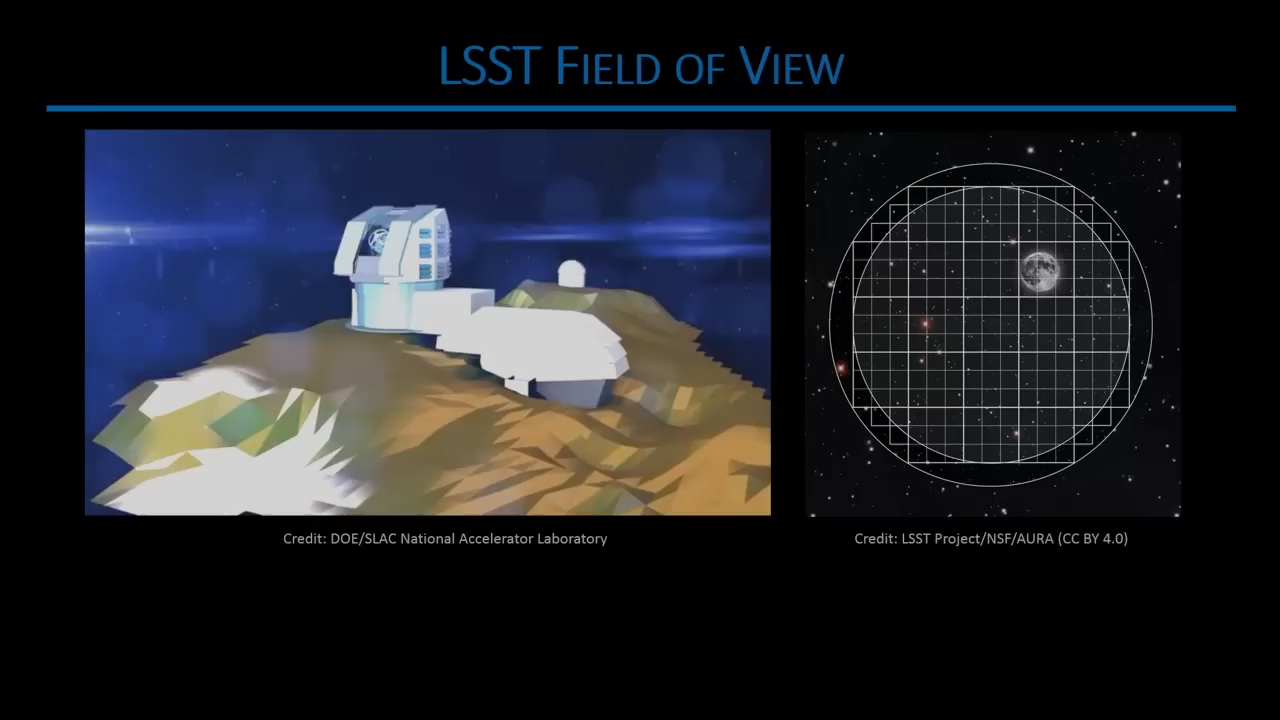 LSST Field of View
Credit: DOE/SLAC National Accelerator Laboratory
Credit: LSST Project/NSF/AURA (CC BY 4.0)